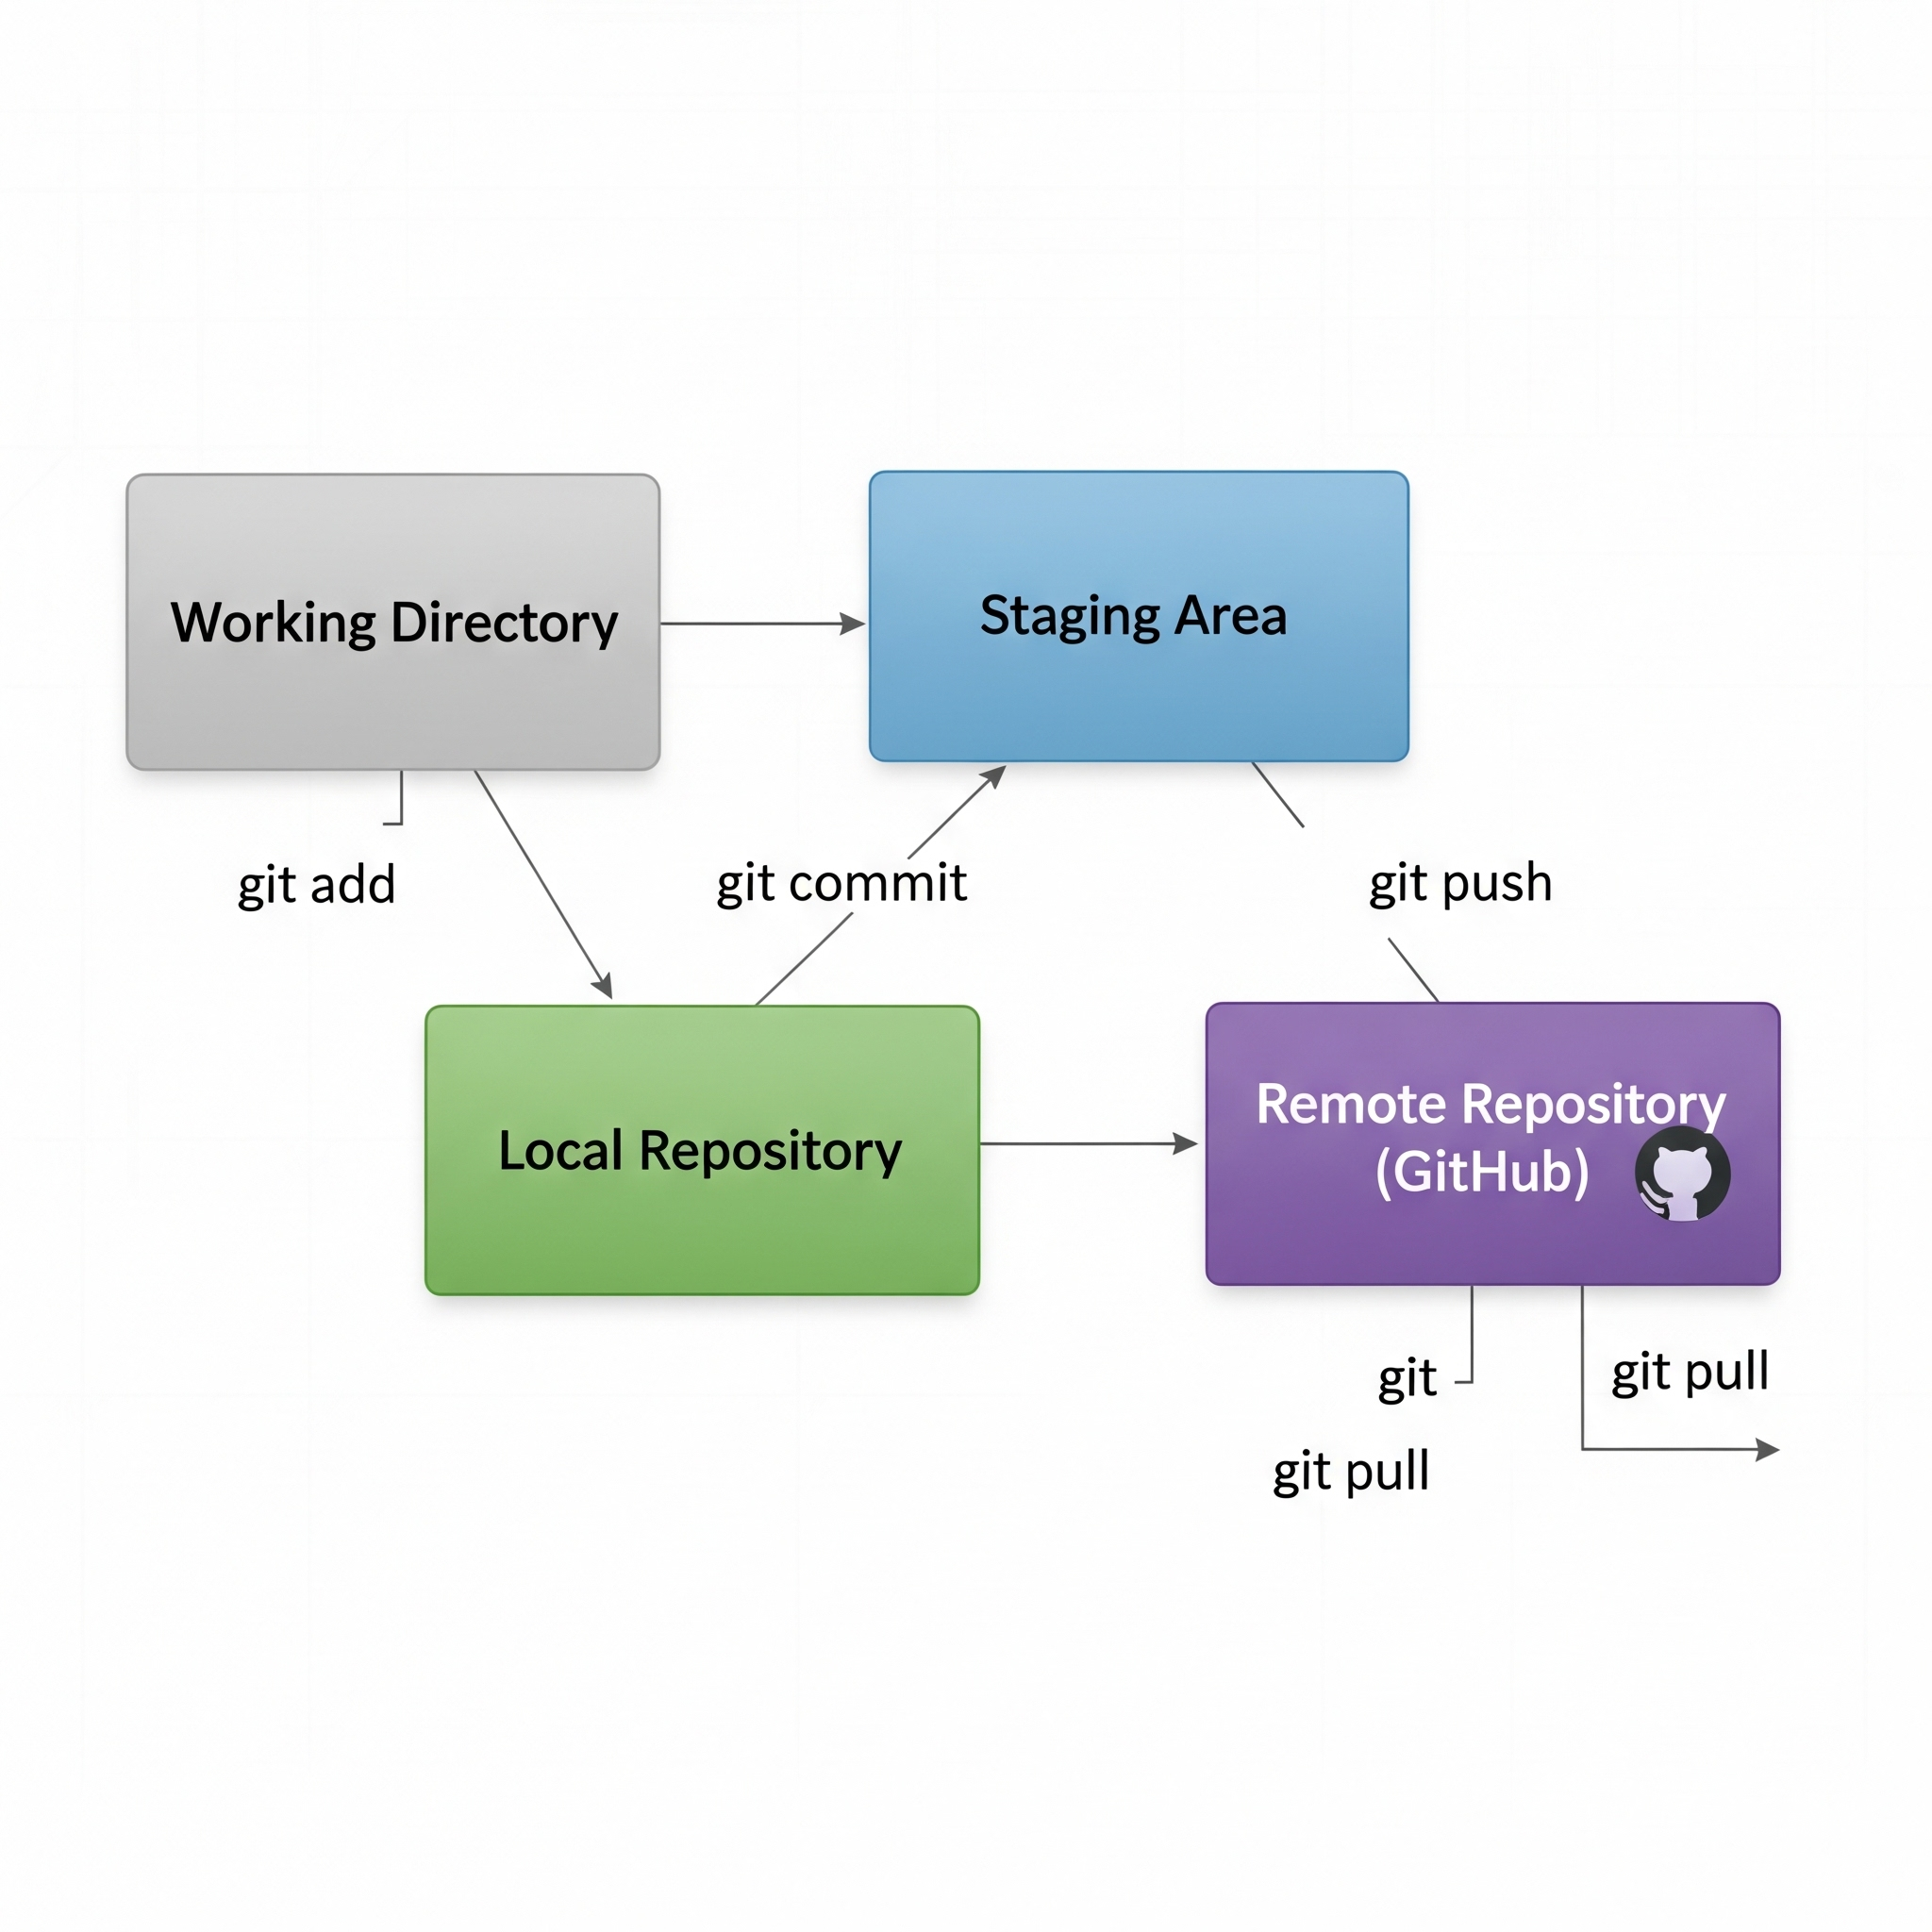 Working Directory
Staging Area
git add
git commit
git push
Local Repository
Remote Repository
(GitHub)
git
git pull
git pull